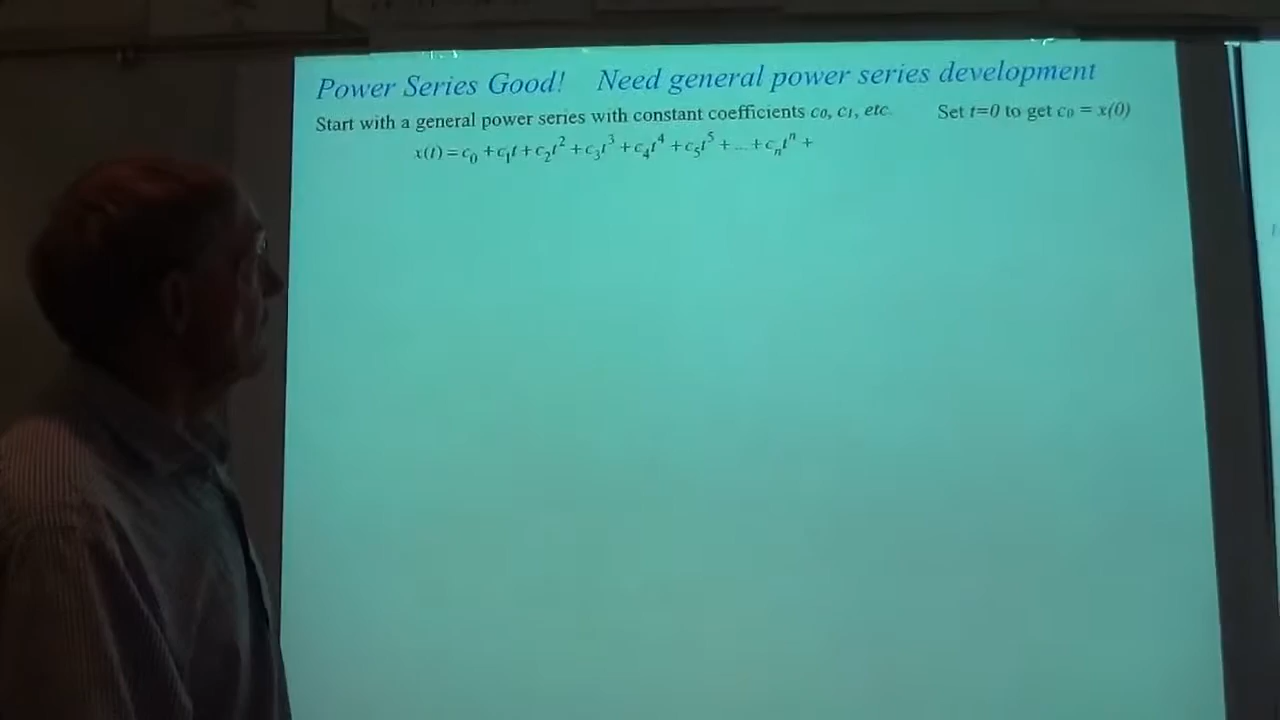 Power Series Good! Need general power series development
Start with a general power series with constant coefficients c₀, c₁, etc. Set t=0 to get c₀ = x(0)
x(t) = c₀ + c₁t + c₂t² + c₃t³ + c₄t⁴ + c₅t⁵ + ... + cₙtⁿ +